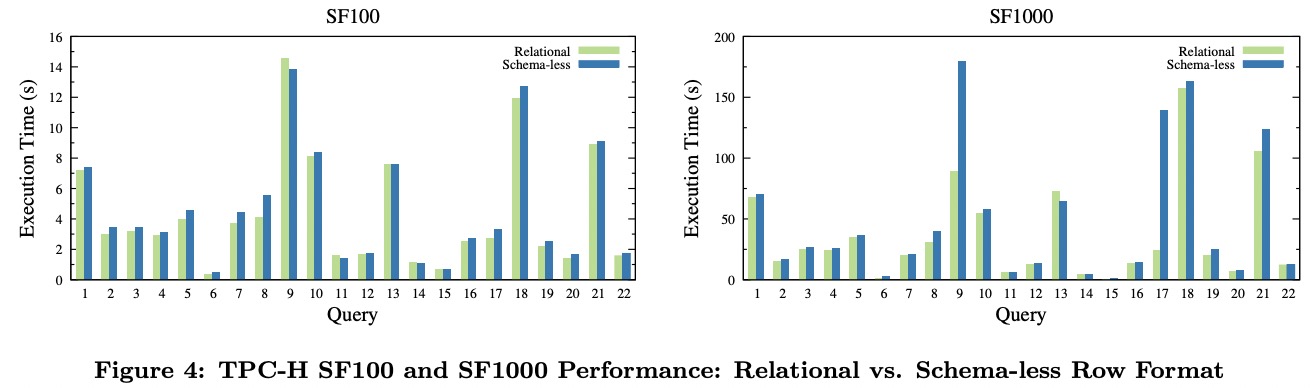 SF100
16
14
12
10
8
6
4
2
0
Execution Time (s)
Relational
Schema-less
1 2 3 4 5 6 7 8 9 10 11 12 13 14 15 16 17 18 19 20 21 22
Query
SF1000
200
150
100
50
0
Execution Time (s)
Relational
Schema-less
1 2 3 4 5 6 7 8 9 10 11 12 13 14 15 16 17 18 19 20 21 22
Query
Figure 4: TPC-H SF100 and SF1000 Performance: Relational vs. Schema-less Row Format